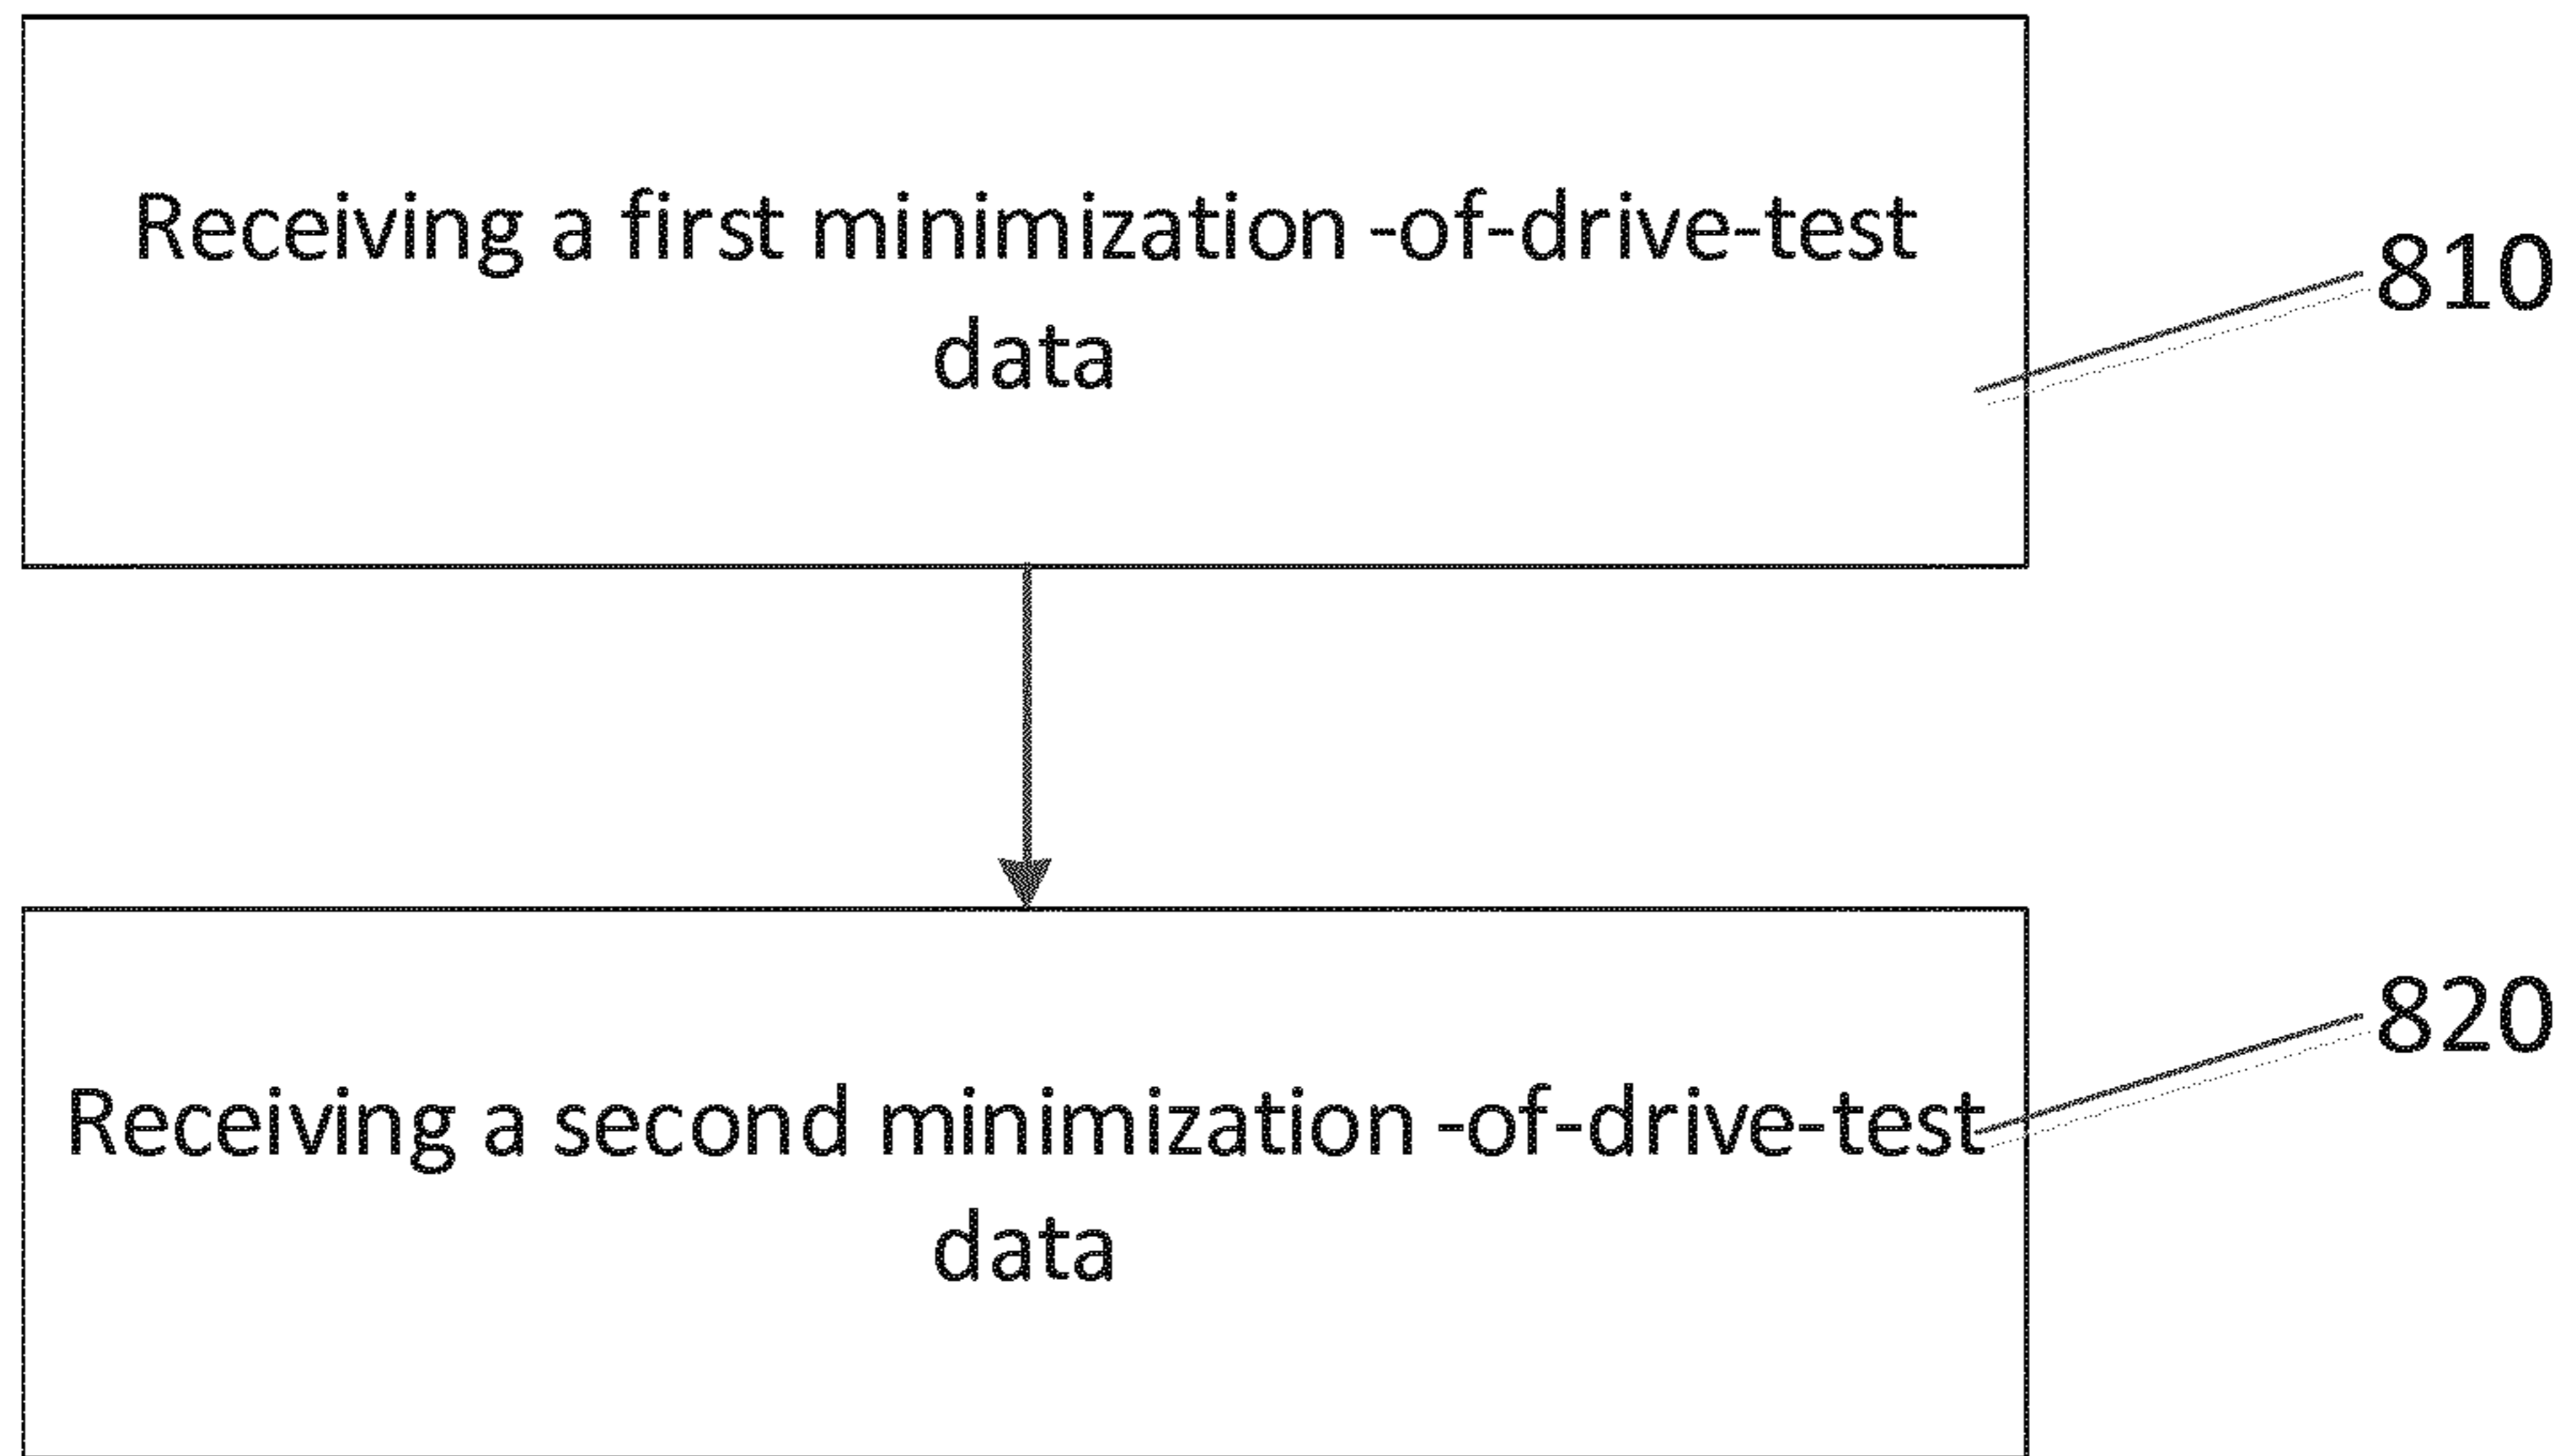 Receiving a first minimization -of-drive-test
data
810
Receiving a second minimization -of-drive-test
data
820